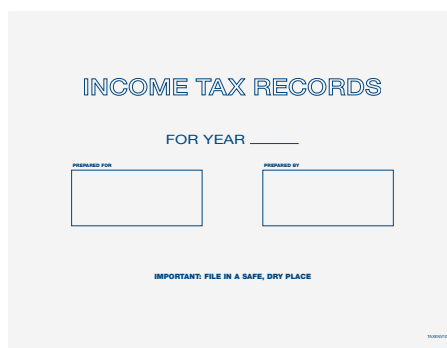 INCOME TAX RECORDS
FOR YEAR
PREPARED FOR
PREPARED BY
IMPORTANT: FILE IN A SAFE, DRY PLACE